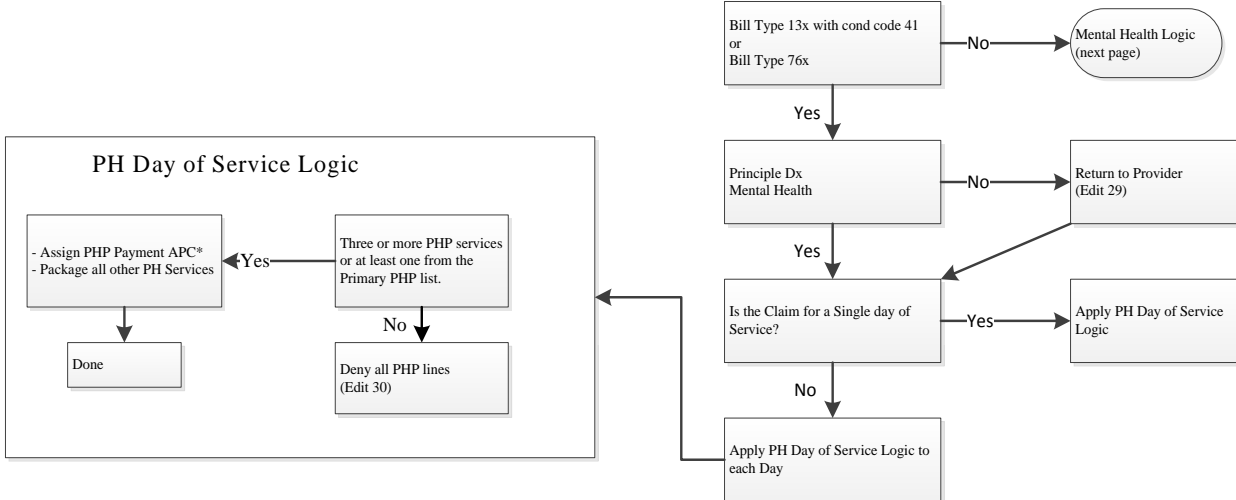 Bill Type 13x with cond code 41
or
Bill Type 76x
No
Mental Health Logic
(next page)
Yes
Principle Dx
Mental Health
No
Return to Provider
(Edit 29)
Yes
Is the Claim for a Single day of
Service?
Yes
Apply PH Day of Service
Logic
No
Apply PH Day of Service Logic to
each Day
PH Day of Service Logic
Three or more PHP services
or at least one from the
Primary PHP list.
Yes
- Assign PHP Payment APC*
- Package all other PH Services
Done
No
Deny all PHP lines
(Edit 30)